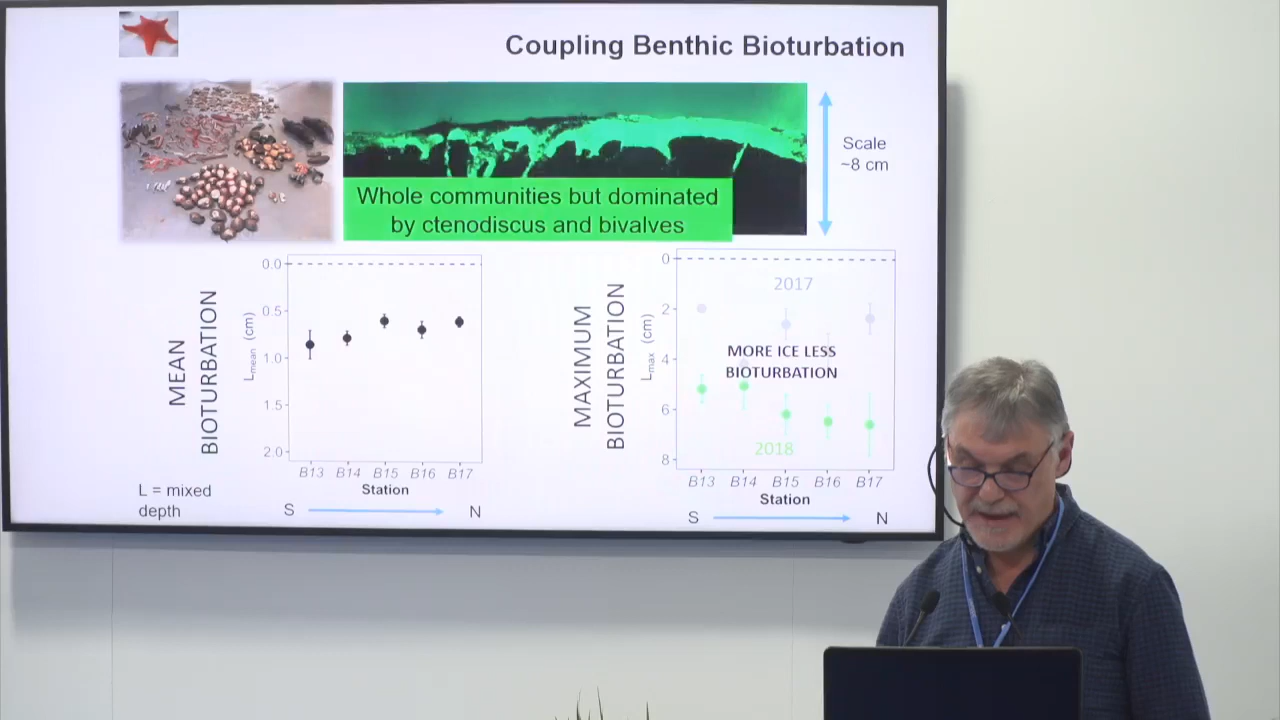 Coupling Benthic Bioturbation
Scale
~8 cm
Whole communities but dominated
by ctenodiscus and bivalves
MEAN
BIOTURBATION
Lmean (cm)
0.0
0.5
1.0
1.5
2.0
B13 B14 B15 B16 B17
Station
S N
L = mixed
depth
MAXIMUM
BIOTURBATION
Lmax (cm)
0
2
4
6
8
2017
MORE ICE LESS
BIOTURBATION
2018
B13 B14 B15 B16 B17
Station
S N